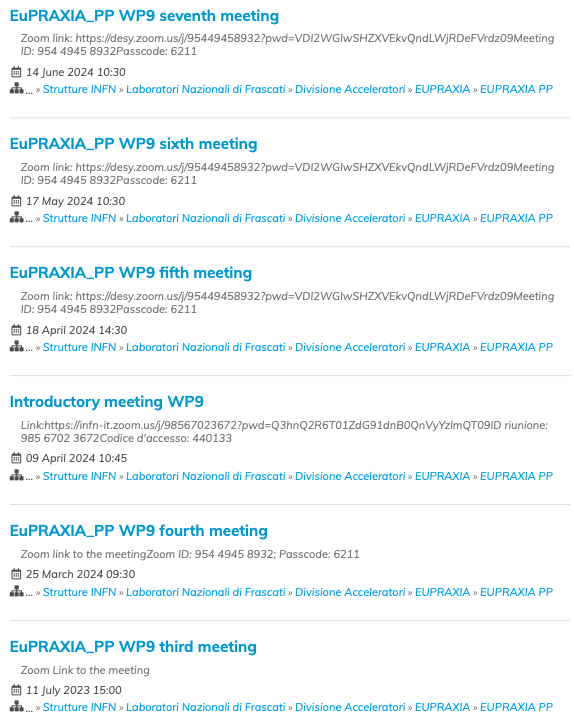 EuPRAXIA_PP WP9 seventh meeting
Zoom link: https://desy.zoom.us/j/95449458932?pwd=VDI2WGlwSHZXVEkvQndLWjRDeFVrdz09Meeting
ID: 954 4945 8932Passcode: 6211
14 June 2024 10:30
... » Strutture INFN » Laboratori Nazionali di Frascati » Divisione Acceleratori » EUPRAXIA » EUPRAXIA PP
EuPRAXIA_PP WP9 sixth meeting
Zoom link: https://desy.zoom.us/j/95449458932?pwd=VDI2WGlwSHZXVEkvQndLWjRDeFVrdz09Meeting
ID: 954 4945 8932Passcode: 6211
17 May 2024 10:30
... » Strutture INFN » Laboratori Nazionali di Frascati » Divisione Acceleratori » EUPRAXIA » EUPRAXIA PP
EuPRAXIA_PP WP9 fifth meeting
Zoom link: https://desy.zoom.us/j/95449458932?pwd=VDI2WGlwSHZXVEkvQndLWjRDeFVrdz09Meeting
ID: 954 4945 8932Passcode: 6211
18 April 2024 14:30
... » Strutture INFN » Laboratori Nazionali di Frascati » Divisione Acceleratori » EUPRAXIA » EUPRAXIA PP
Introductory meeting WP9
Link:https://infn-it.zoom.us/j/98567023672?pwd=Q3hnQ2R6T01ZdG91dnB0QnVyYzlmQT09ID riunione:
985 6702 3672Codice d'accesso: 440133
09 April 2024 10:45
... » Strutture INFN » Laboratori Nazionali di Frascati » Divisione Acceleratori » EUPRAXIA » EUPRAXIA PP
EuPRAXIA_PP WP9 fourth meeting
Zoom link to the meetingZoom ID: 954 4945 8932; Passcode: 6211
25 March 2024 09:30
... » Strutture INFN » Laboratori Nazionali di Frascati » Divisione Acceleratori » EUPRAXIA » EUPRAXIA PP
EuPRAXIA_PP WP9 third meeting
Zoom Link to the meeting
11 July 2023 15:00
... » Strutture INFN » Laboratori Nazionali di Frascati » Divisione Acceleratori » EUPRAXIA » EUPRAXIA PP